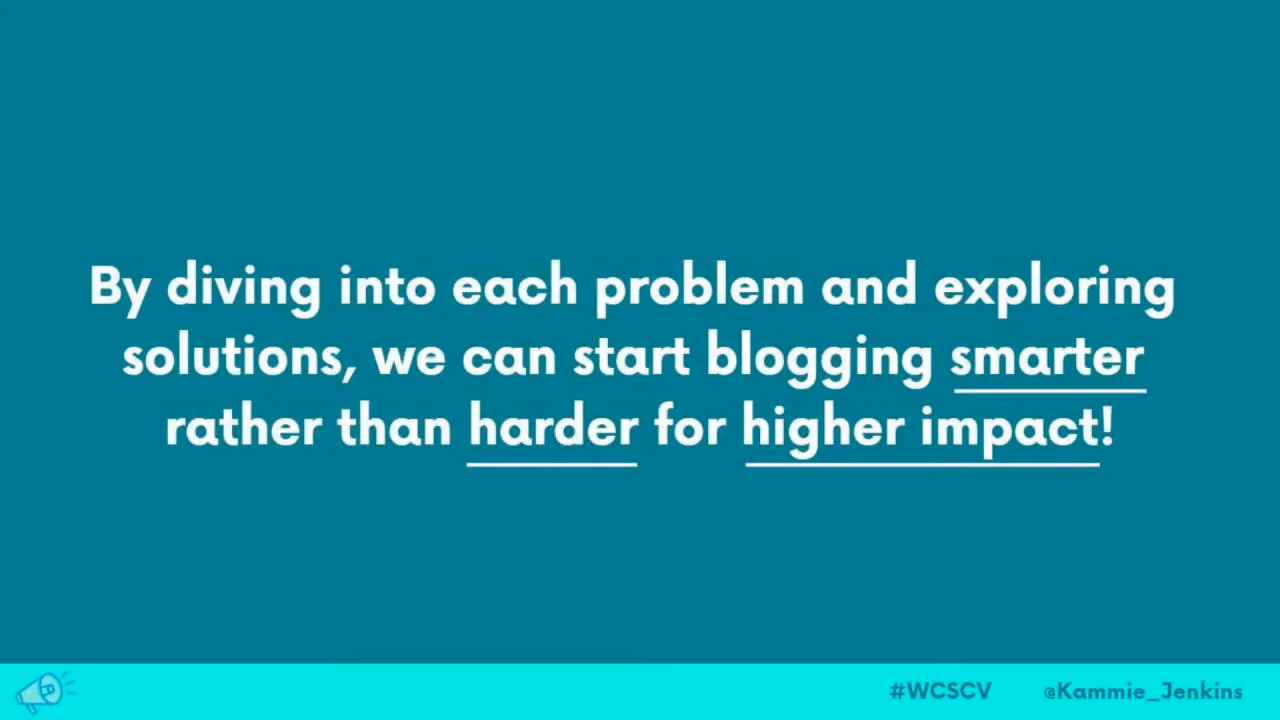 By diving into each problem and exploring
solutions, we can start blogging smarter
rather than harder for higher impact!
#WCSCV @Kammie_Jenkins